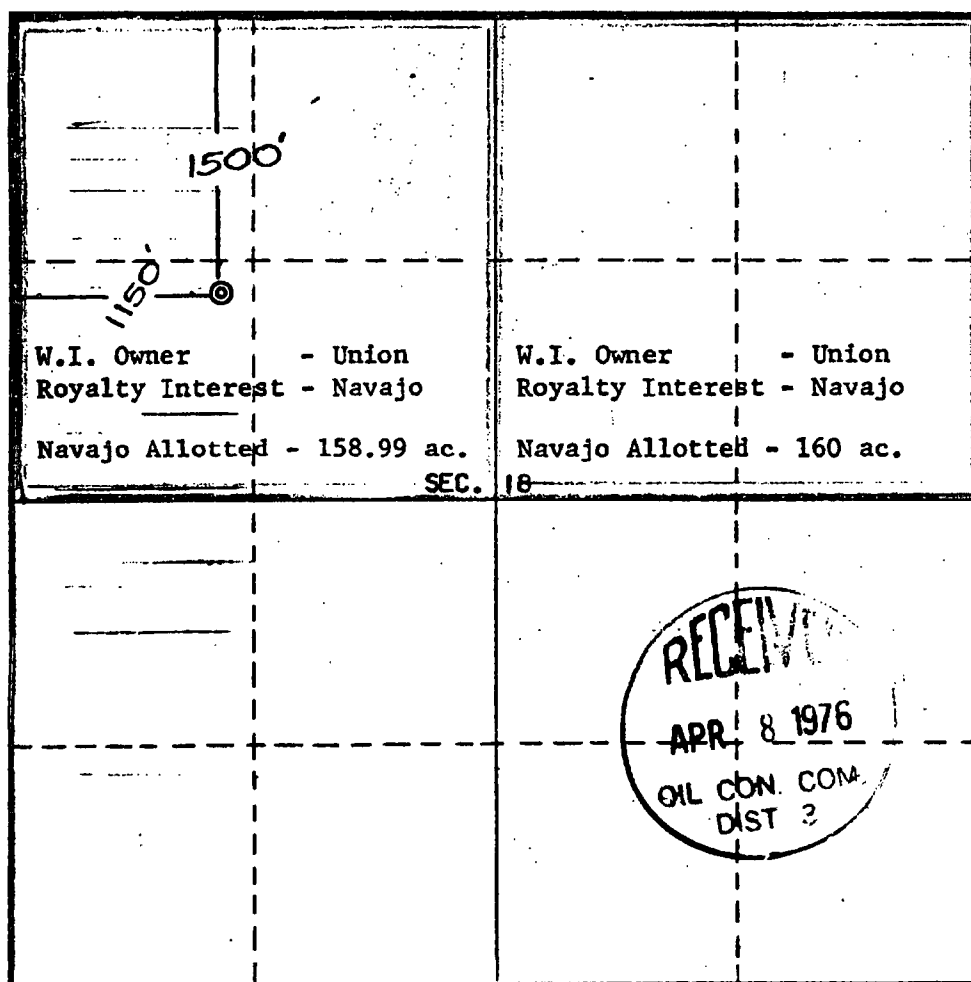 1500'
1150'
W.I. Owner - Union
Royalty Interest - Navajo
Navajo Allotted - 158.99 ac.
W.I. Owner - Union
Royalty Interest - Navajo
Navajo Allotted - 160 ac.
SEC. 18
APR 8 1976
OIL CON. COM.
DIST 3